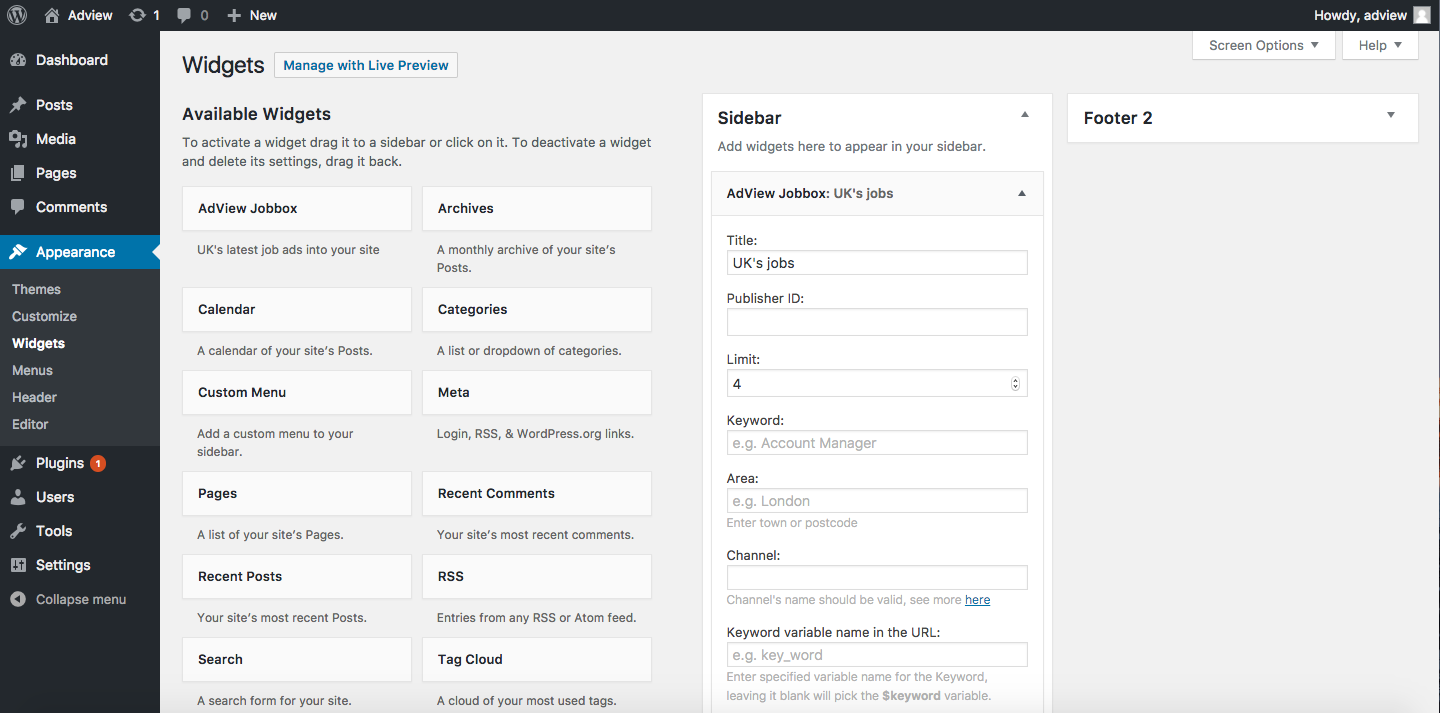 Adview
1
0
New
Howdy, adview
Dashboard
Posts
Media
Pages
Comments
Appearance
Themes
Customize
Widgets
Menus
Header
Editor
Plugins 1
Users
Tools
Settings
Collapse menu
Screen Options
Help
Widgets
Manage with Live Preview
Available Widgets
To activate a widget drag it to a sidebar or click on it. To deactivate a widget
and delete its settings, drag it back.
AdView Jobbox
UK's latest job ads into your site
Archives
A monthly archive of your site’s
Posts.
Calendar
A calendar of your site’s Posts.
Categories
A list or dropdown of categories.
Custom Menu
Add a custom menu to your
sidebar.
Meta
Login, RSS, & WordPress.org links.
Pages
A list of your site’s Pages.
Recent Comments
Your site’s most recent comments.
Recent Posts
Your site’s most recent Posts.
RSS
Entries from any RSS or Atom feed.
Search
A search form for your site.
Tag Cloud
A cloud of your most used tags.
Sidebar
Add widgets here to appear in your sidebar.
AdView Jobbox: UK's jobs
Title:
UK's jobs
Publisher ID:
Limit:
4
Keyword:
e.g. Account Manager
Area:
e.g. London
Enter town or postcode
Channel:
Channel's name should be valid, see more here
Keyword variable name in the URL:
e.g. key_word
Enter specified variable name for the Keyword,
leaving it blank will pick the $keyword variable.
Footer 2